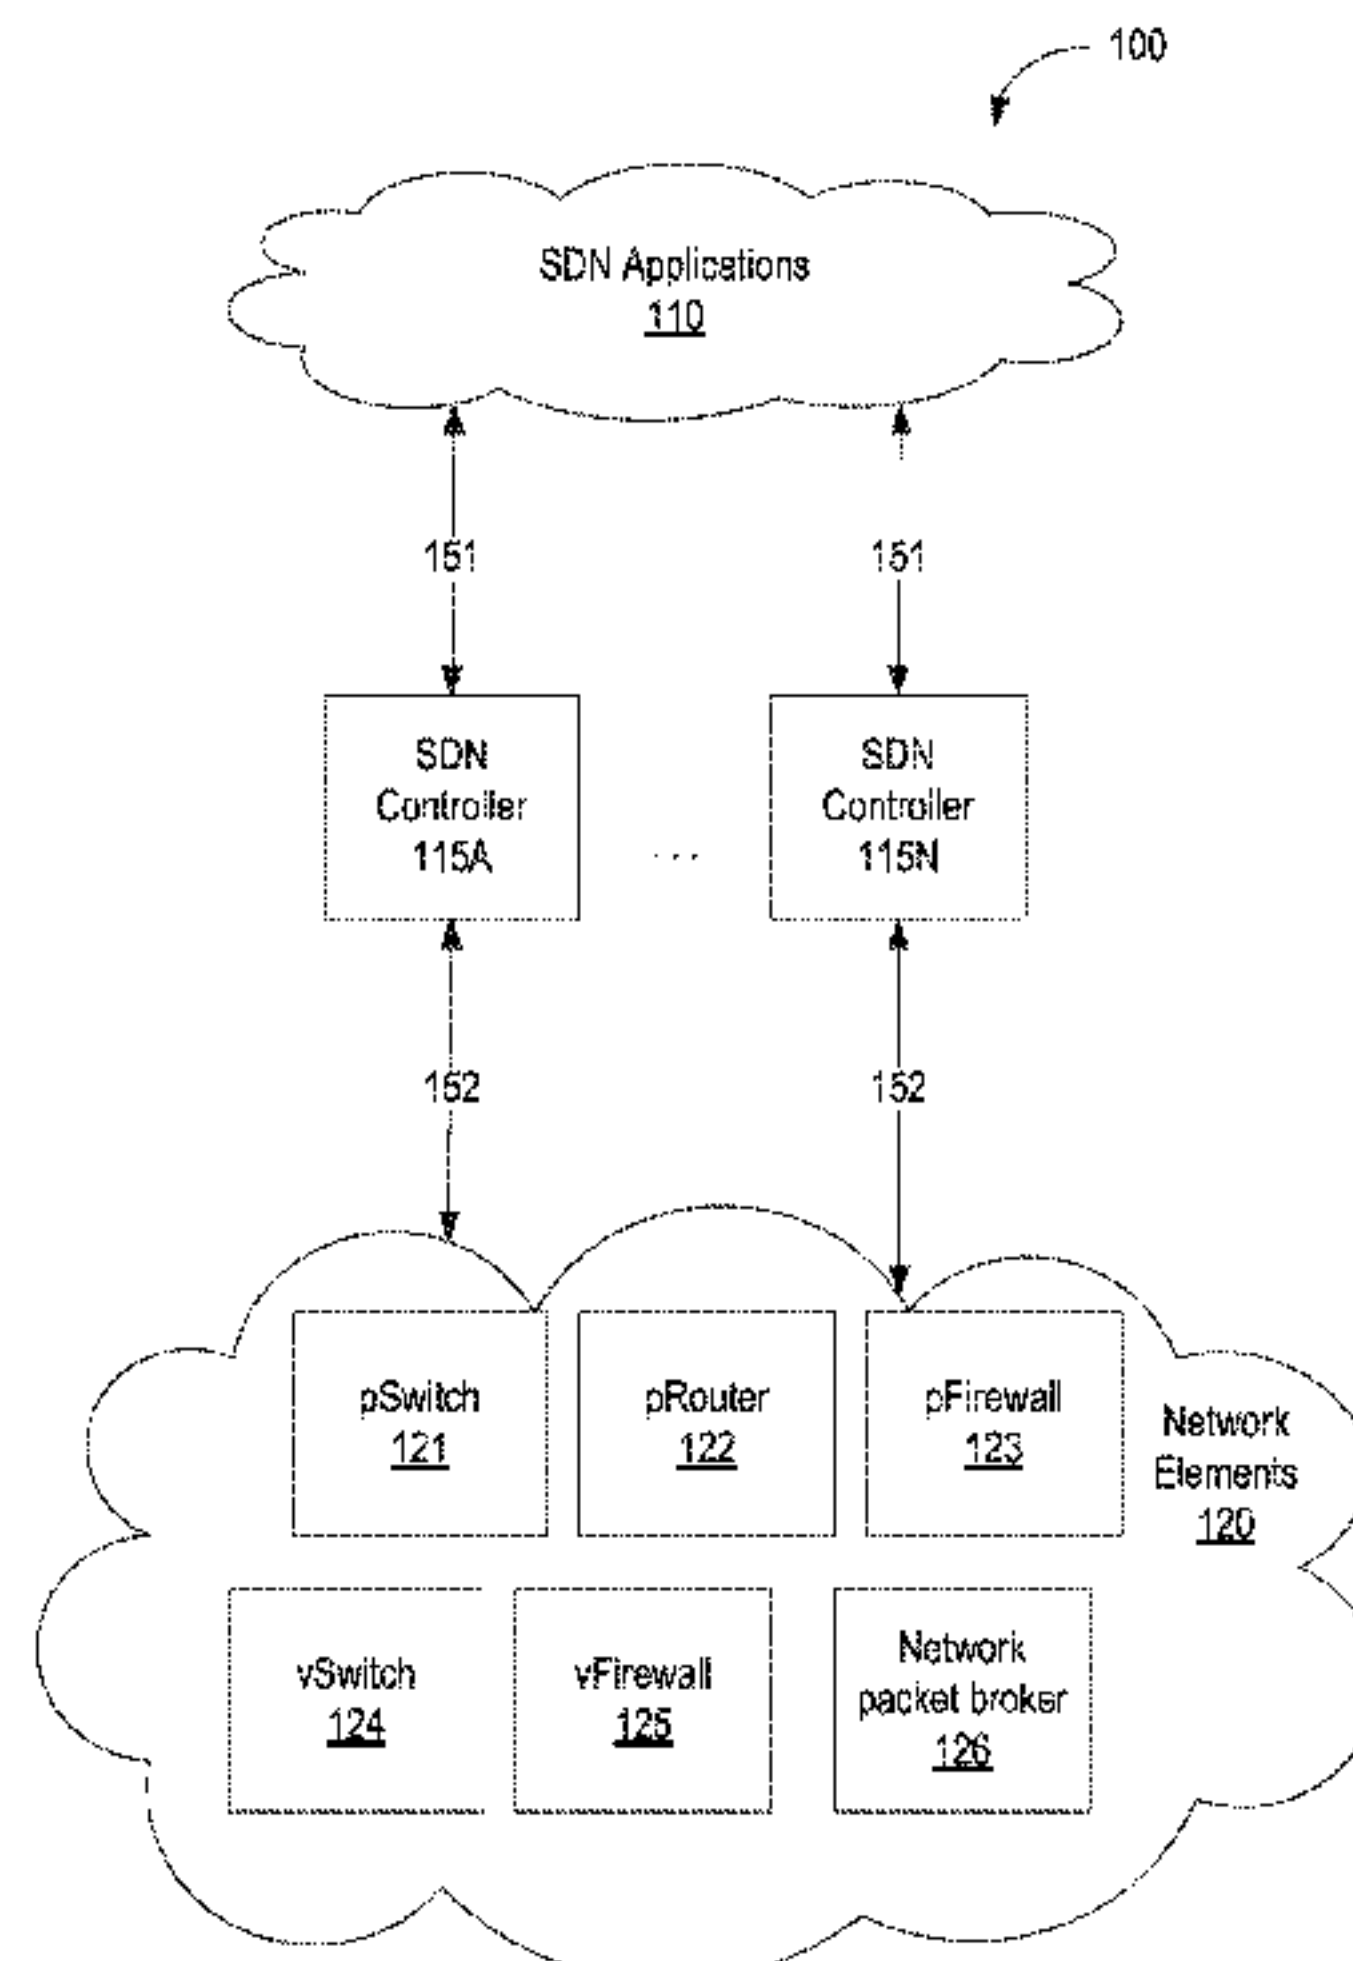 100
SDN Applications
110
151
151
SDN
Controller
115A
...
SDN
Controller
115N
152
152
pSwitch
121
pRouter
122
pFirewall
123
Network
Elements
120
vSwitch
124
vFirewall
125
Network
packet broker
126